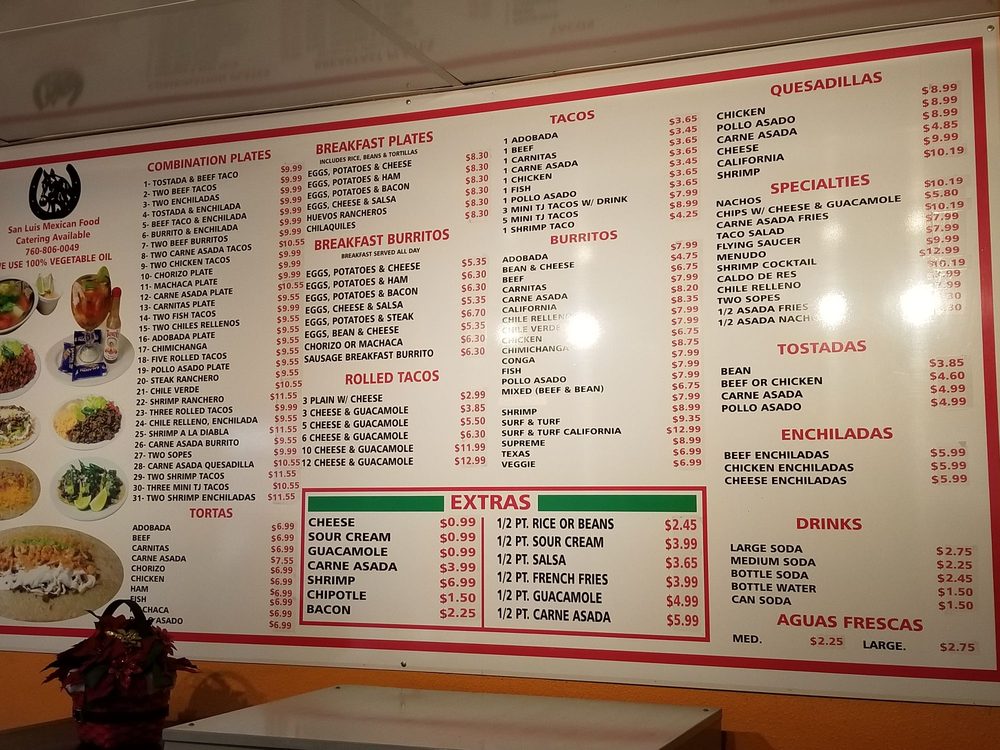 San Luis Mexican Food
Catering Available
760-806-0049
WE USE 100% VEGETABLE OIL
COMBINATION PLATES
1- TOSTADA & BEEF TACO $9.99
2- TWO BEEF TACOS $9.99
3- TWO ENCHILADAS $9.99
4- TOSTADA & ENCHILADA $9.99
5- BEEF TACO & ENCHILADA $9.99
6- BURRITO & ENCHILADA $9.99
7- TWO BEEF BURRITOS $10.55
8- TWO CARNE ASADA TACOS $9.99
9- TWO CHICKEN TACOS $9.99
10- CHORIZO PLATE $9.99
11- MACHACA PLATE $10.55
12- CARNE ASADA PLATE $9.99
13- CARNITAS PLATE $9.55
14- TWO FISH TACOS $9.55
15- TWO CHILES RELLENOS $9.55
16- ADOBADA PLATE $9.55
17- CHIMICHANGA $9.55
18- FIVE ROLLED TACOS $9.55
19- POLLO ASADO PLATE $9.55
20- STEAK RANCHERO $9.55
21- CHILE VERDE $10.55
22- SHRIMP RANCHERO $11.55
23- THREE ROLLED TACOS $9.99
24- CHILE RELLENO, ENCHILADA $9.55
25- SHRIMP A LA DIABLA $11.55
26- CARNE ASADA BURRITO $9.55
27- TWO SOPES $9.99
28- CARNE ASADA QUESADILLA $10.55
29- TWO SHRIMP TACOS $11.55
30- THREE MINI TJ TACOS $10.55
31- TWO SHRIMP ENCHILADAS $11.55
TORTAS
ADOBADA $6.99
BEEF $6.99
CARNITAS $6.99
CARNE ASADA $7.55
CHORIZO $6.99
CHICKEN $6.99
HAM $6.99
FISH $6.99
CHACA $6.99
ASADO $6.99
BREAKFAST PLATES
INCLUDES RICE, BEANS & TORTILLAS
EGGS, POTATOES & CHEESE $8.30
EGGS, POTATOES & HAM $8.30
EGGS, POTATOES & BACON $8.30
EGGS, CHEESE & SALSA $8.30
HUEVOS RANCHEROS $8.30
CHILAQUILES $8.30
BREAKFAST BURRITOS
BREAKFAST SERVED ALL DAY
EGGS, POTATOES & CHEESE $5.35
EGGS, POTATOES & HAM $6.30
EGGS, POTATOES & BACON $6.30
EGGS, CHEESE & SALSA $5.35
EGGS, POTATOES & STEAK $6.70
EGGS, BEAN & CHEESE $5.35
CHORIZO OR MACHACA $6.30
SAUSAGE BREAKFAST BURRITO $6.30
ROLLED TACOS
3 PLAIN W/ CHEESE $2.99
3 CHEESE & GUACAMOLE $3.85
5 CHEESE & GUACAMOLE $5.50
6 CHEESE & GUACAMOLE $6.30
10 CHEESE & GUACAMOLE $11.99
12 CHEESE & GUACAMOLE $12.99
TACOS
1 ADOBADA $3.65
1 BEEF $3.45
1 CARNITAS $3.65
1 CARNE ASADA $3.65
1 CHICKEN $3.45
1 FISH $3.65
1 POLLO ASADO $3.65
3 MINI TJ TACOS W/ DRINK $7.99
5 MINI TJ TACOS $8.99
1 SHRIMP TACO $4.25
BURRITOS
ADOBADA $7.99
BEAN & CHEESE $4.75
BEEF $6.75
CARNITAS $7.99
CARNE ASADA $8.20
CALIFORNIA $8.35
CHILE RELLENO $7.99
CHILE VERDE $7.99
CHICKEN $6.75
CHIMICHANGA $8.75
CONGA $7.99
FISH $7.99
POLLO ASADO $7.99
MIXED (BEEF & BEAN) $6.75
$7.99
SHRIMP $8.99
SURF & TURF $9.35
SURF & TURF CALIFORNIA $12.99
SUPREME $8.99
TEXAS $6.99
VEGGIE $6.99
EXTRAS
CHEESE $0.99
SOUR CREAM $0.99
GUACAMOLE $0.99
CARNE ASADA $3.99
SHRIMP $6.99
CHIPOTLE $1.50
BACON $2.25
1/2 PT. RICE OR BEANS $2.45
1/2 PT. SOUR CREAM $3.99
1/2 PT. SALSA $3.65
1/2 PT. FRENCH FRIES $3.99
1/2 PT. GUACAMOLE $4.99
1/2 PT. CARNE ASADA $5.99
QUESADILLAS
CHICKEN $8.99
POLLO ASADO $8.99
CARNE ASADA $8.99
CHEESE $4.85
CALIFORNIA $9.99
SHRIMP $10.19
SPECIALTIES
NACHOS $10.19
CHIPS W/ CHEESE & GUACAMOLE $5.80
CARNE ASADA FRIES $10.19
TACO SALAD $7.99
FLYING SAUCER $7.99
MENUDO $9.99
SHRIMP COCKTAIL $12.99
CALDO DE RES $10.19
CHILE RELLENO
TWO SOPES
1/2 ASADA FRIES
1/2 ASADA NACHOS
TOSTADAS
BEAN $3.85
BEEF OR CHICKEN $4.60
CARNE ASADA $4.99
POLLO ASADO $4.99
ENCHILADAS
BEEF ENCHILADAS $5.99
CHICKEN ENCHILADAS $5.99
CHEESE ENCHILADAS $5.99
DRINKS
LARGE SODA $2.75
MEDIUM SODA $2.25
BOTTLE SODA $2.45
BOTTLE WATER $1.50
CAN SODA $1.50
AGUAS FRESCAS
MED. $2.25 LARGE. $2.75